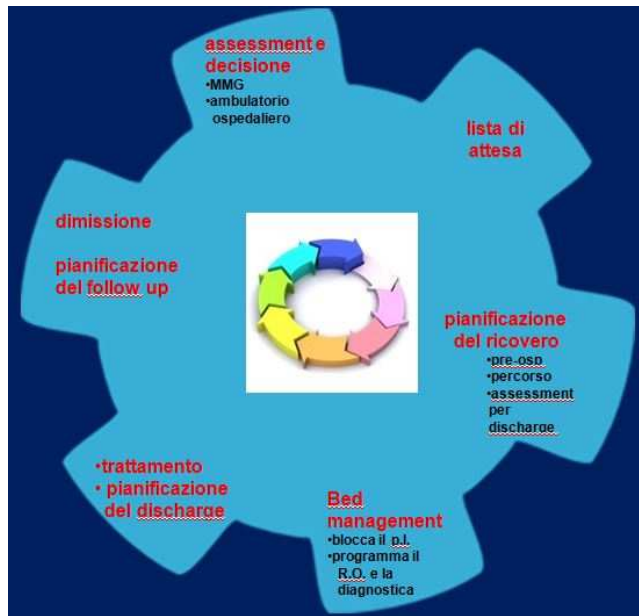 assessment e
decisione
•MMG
•ambulatorio
ospedaliero
lista di
attesa
pianificazione
del ricovero
•pre-osp
•percorso
•assessment
per
discharge
Bed
management
•blocca il p.l.
•programma il
R.O. e la
diagnostica
•trattamento
• pianificazione
del discharge
dimissione
pianificazione
del follow up